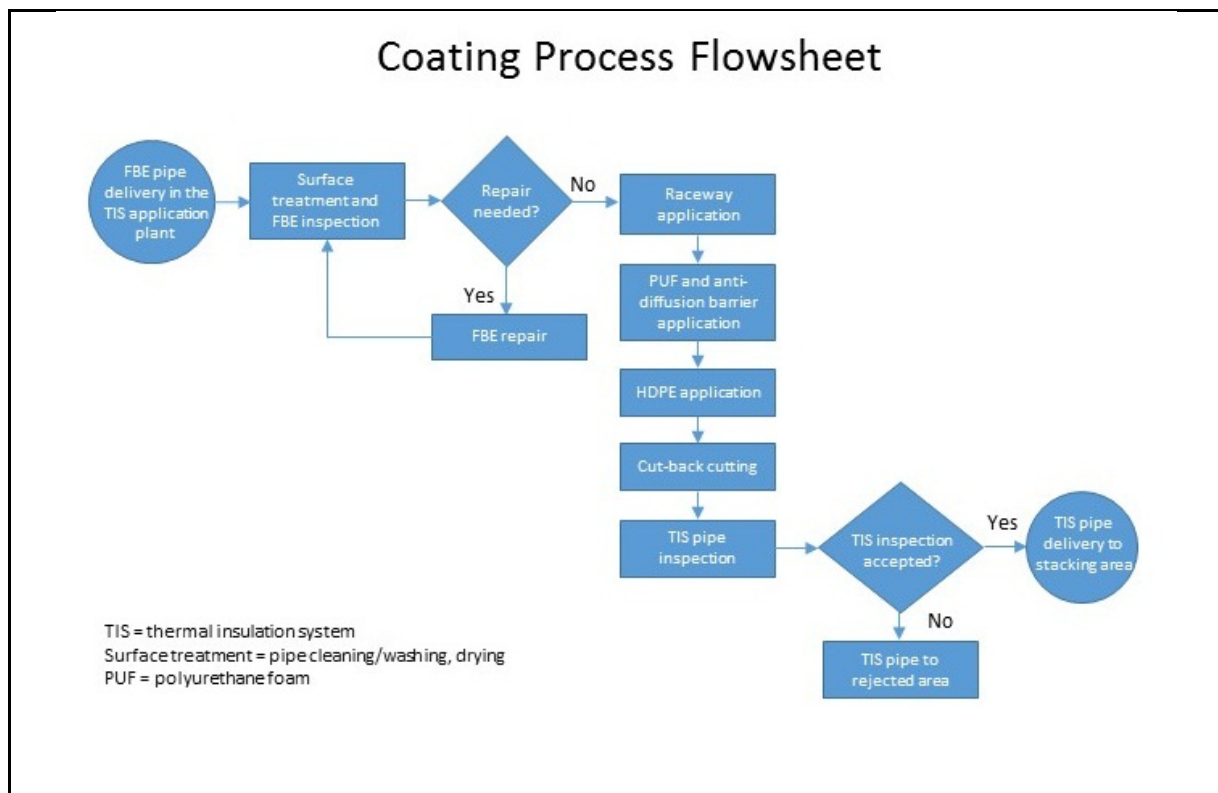 Coating Process Flowsheet
FBE pipe
delivery in the
TIS application
plant
Surface
treatment and
FBE inspection
Repair
needed?
No
Yes
FBE repair
Raceway
application
PUF and anti-
diffusion barrier
application
HDPE application
Cut-back cutting
TIS pipe
inspection
TIS inspection
accepted?
Yes
TIS pipe
delivery to
stacking area
No
TIS pipe to
rejected area
TIS = thermal insulation system
Surface treatment = pipe cleaning/washing, drying
PUF = polyurethane foam